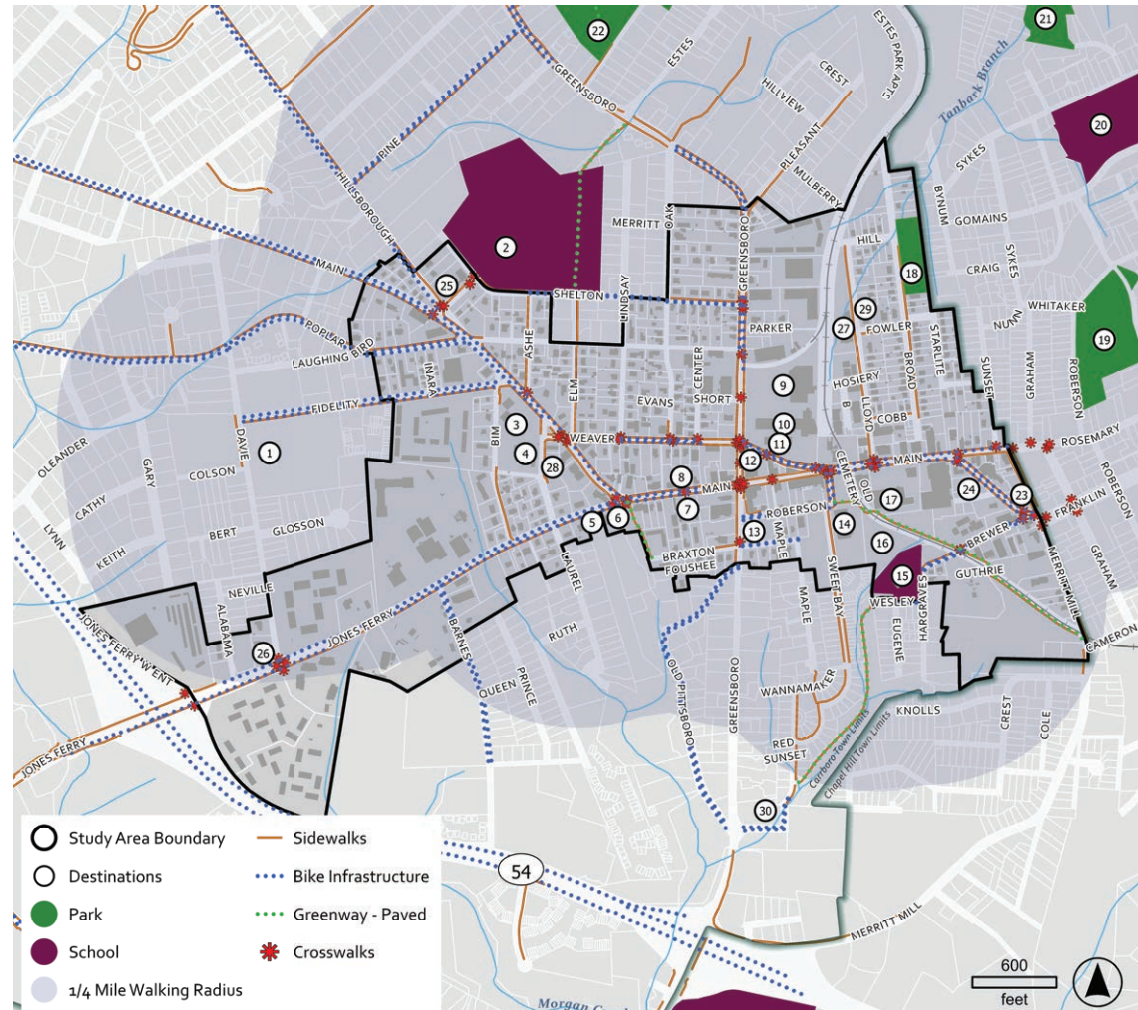 22
21
20
GREENSBORO
ESTES
ESTES PARK APTS
CREST
HILLVIEW
PLEASANT
MULBERRY
Tanbark Branch
SYKES
BYNUM
GOMAINS
SYKES
CRAIG
NUNN
WHITAKER
PINE
HILLSBOROUGH
MERRITT
OAK
GREENSBORO
HILL
18
19
2
MAIN
25
SHELTON
LINDSAY
PARKER
29
27
FOWLER
STARLITE
SUNSET
GRAHAM
ROBERSON
POPLAR
LAUGHING BIRD
ASHE
INARA
ELM
CENTER
EVANS
SHORT
9
HOSIERY
LLOYD
BROAD
B
COBB
FIDELITY
BIM
3
10
11
ROSEMARY
DAVIE
1
4
WEAVER
28
12
MAIN
CEMETERY
OLD
ROBERSON
OLEANDER
GARY
COLSON
CATHY
8
MAIN
7
17
24
23
FRANKLIN
LYNN
KEITH
BERT
GLOSSON
5
6
ROBERSON
14
13
16
BREWER
BRAXTON
FOUSHEE
MAPLE
15
GUTHRIE
MERRITT MILL
GRAHAM
NEVILLE
LAUREL
WESLEY
HARGRAVES
EUGENE
CAMERON
JONES FERRY W ENT
ALABAMA
26
JONES FERRY
BARNES
RUTH
MAPLE
SWEET BAY
QUEEN
PRINCE
OLD PITTSBORO
GREENSBORO
WANNAMAKER
KNOLLS
CREST
COLE
JONES FERRY
RED
SUNSET
Carrboro Town Limits
Chapel Hill Town Limits
30
54
MERRITT MILL
Study Area Boundary
Sidewalks
Destinations
Bike Infrastructure
Park
Greenway - Paved
School
Crosswalks
1/4 Mile Walking Radius
600
feet
Morgan